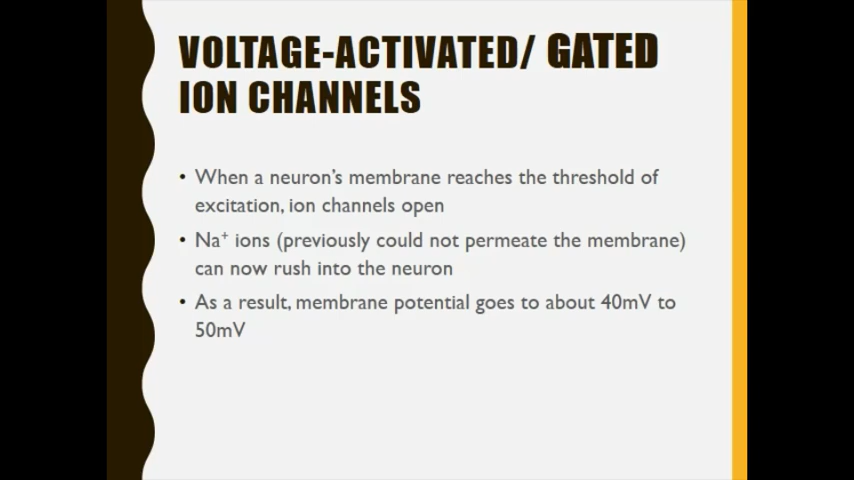 VOLTAGE-ACTIVATED/ GATED
ION CHANNELS
• When a neuron's membrane reaches the threshold of
excitation, ion channels open
• Na⁺ ions (previously could not permeate the membrane)
can now rush into the neuron
• As a result, membrane potential goes to about 40mV to
50mV